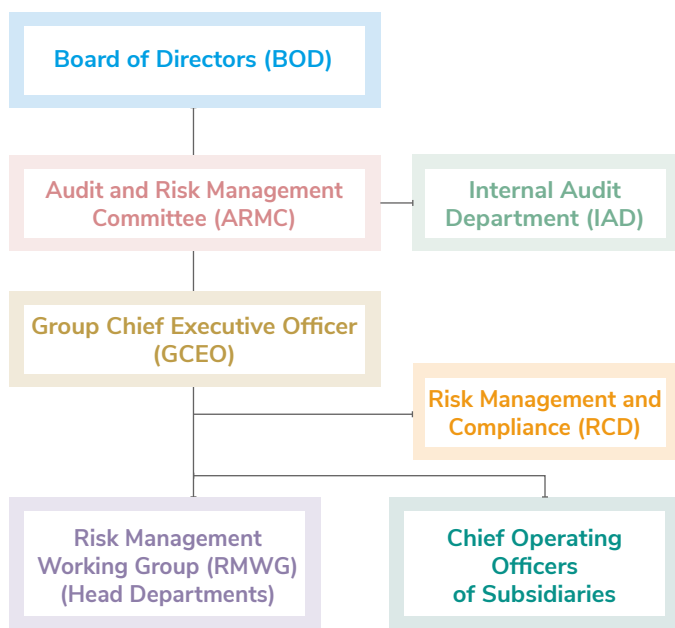 Board of Directors (BOD)
Audit and Risk Management
Committee (ARMC)
Internal Audit
Department (IAD)
Group Chief Executive Officer
(GCEO)
Risk Management and
Compliance (RCD)
Risk Management
Working Group (RMWG)
(Head Departments)
Chief Operating
Officers
of Subsidiaries